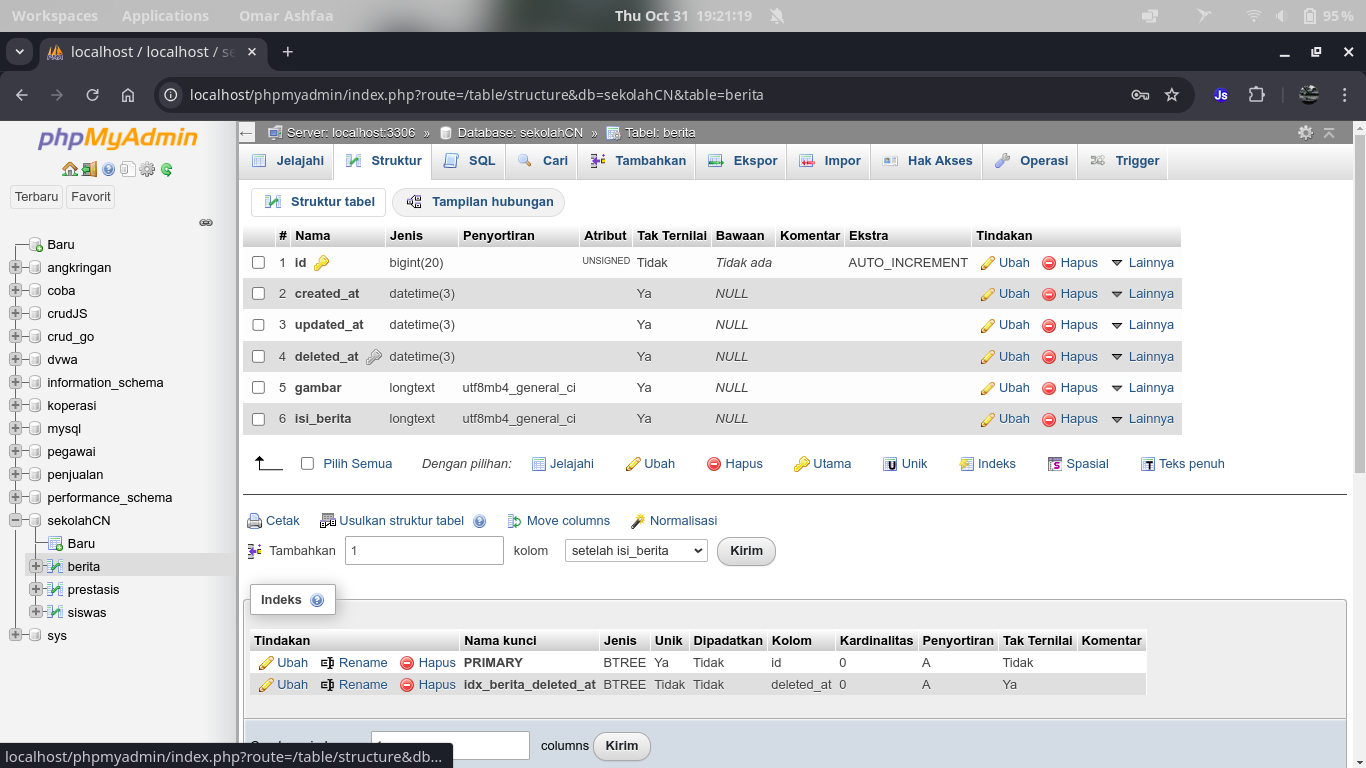 Workspaces Applications Omar Ashfaa Thu Oct 31 19:21:19 95%
localhost / localhost / se
localhost/phpmyadmin/index.php?route=/table/structure&db=sekolahCN&table=berita
Js
phpMyAdmin
Terbaru Favorit
Baru
angkringan
coba
crudJS
crud_go
dvwa
information_schema
koperasi
mysql
pegawai
penjualan
performance_schema
sekolahCN
Baru
berita
prestasis
siswas
sys
Server: localhost:3306 » Database: sekolahCN » Tabel: berita
Jelajahi Struktur SQL Cari Tambahkan Ekspor Impor Hak Akses Operasi Trigger
Struktur tabel Tampilan hubungan
# Nama Jenis Penyortiran Atribut Tak Ternilai Bawaan Komentar Ekstra Tindakan
1 id bigint(20) UNSIGNED Tidak Tidak ada AUTO_INCREMENT Ubah Hapus Lainnya
2 created_at datetime(3) Ya NULL Ubah Hapus Lainnya
3 updated_at datetime(3) Ya NULL Ubah Hapus Lainnya
4 deleted_at datetime(3) Ya NULL Ubah Hapus Lainnya
5 gambar longtext utf8mb4_general_ci Ya NULL Ubah Hapus Lainnya
6 isi_berita longtext utf8mb4_general_ci Ya NULL Ubah Hapus Lainnya
Pilih Semua Dengan pilihan: Jelajahi Ubah Hapus Utama Unik Indeks Spasial Teks penuh
Cetak Usulkan struktur tabel Move columns Normalisasi
Tambahkan 1 kolom setelah isi_berita Kirim
Indeks
Tindakan Nama kunci Jenis Unik Dipadatkan Kolom Kardinalitas Penyortiran Tak Ternilai Komentar
Ubah Rename Hapus PRIMARY BTREE Ya Tidak id 0 A Tidak
Ubah Rename Hapus idx_berita_deleted_at BTREE Tidak Tidak deleted_at 0 A Ya
columns Kirim
localhost/phpmyadmin/index.php?route=/table/structure&db...